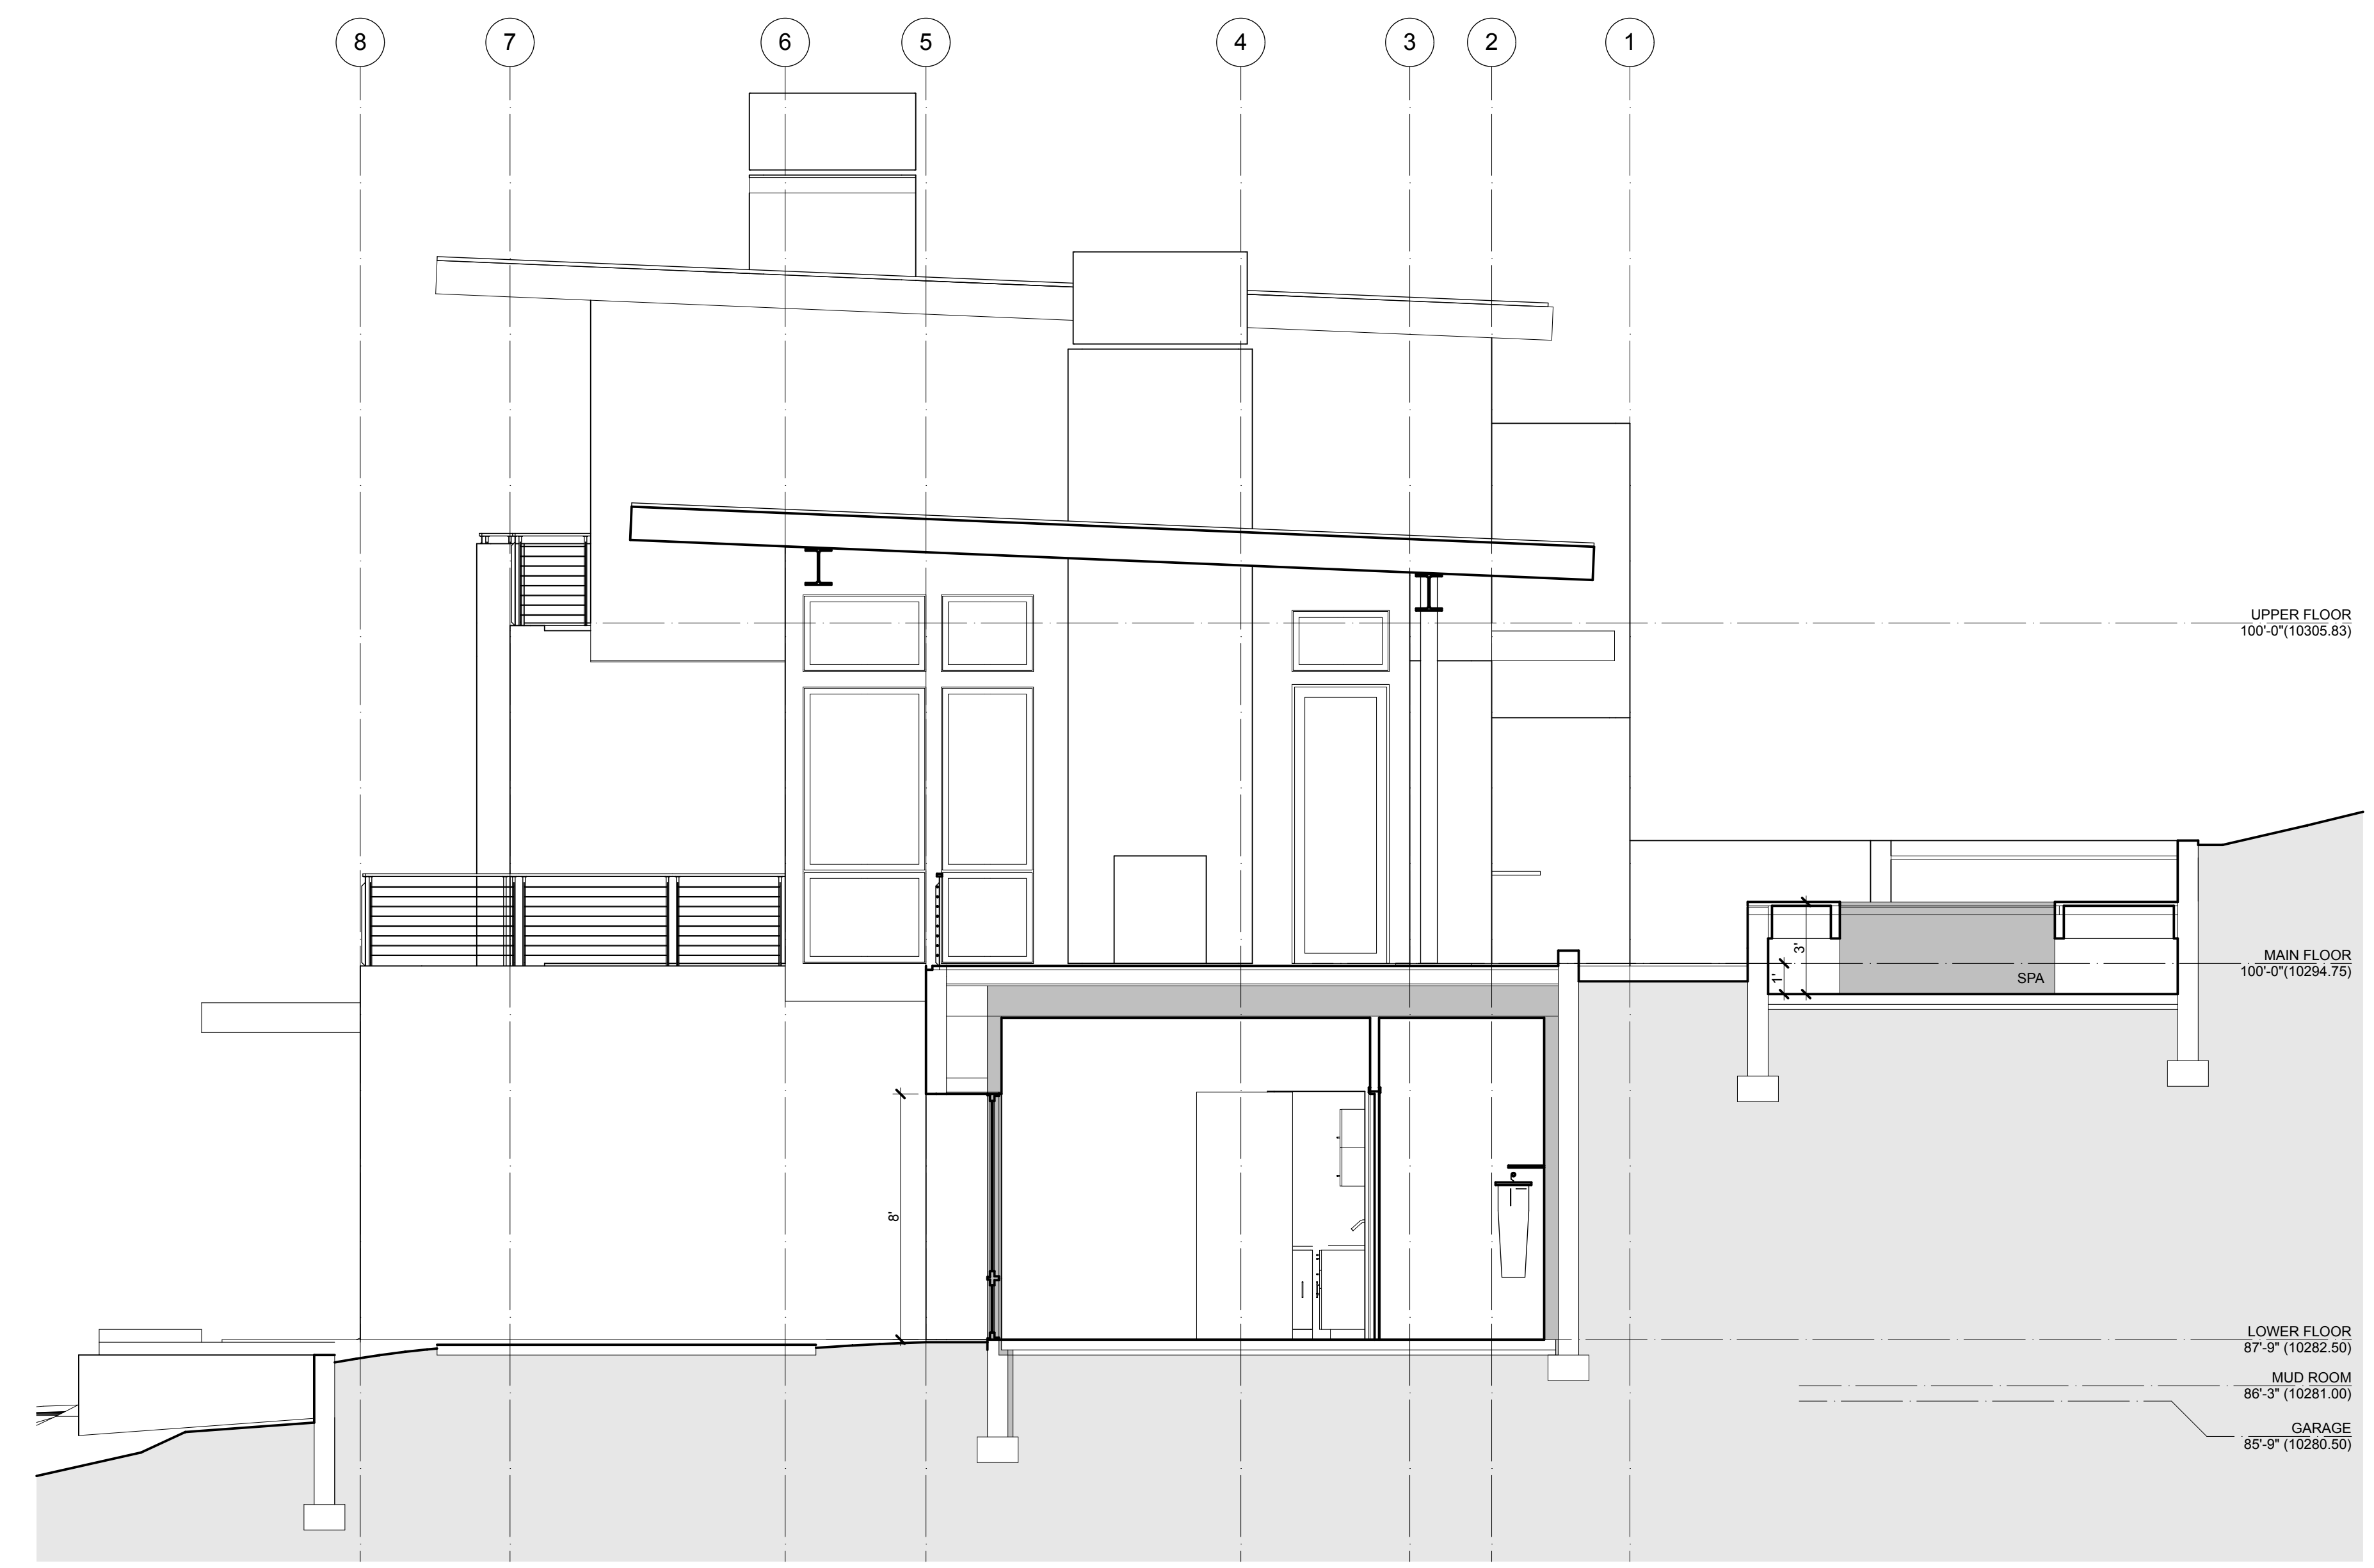 8 7 6 5 4 3 2 1
UPPER FLOOR
100'-0"(10305.83)
MAIN FLOOR
100'-0"(10294.75)
3'
1'
SPA
8'
LOWER FLOOR
87'-9" (10282.50)
MUD ROOM
86'-3" (10281.00)
GARAGE
85'-9" (10280.50)